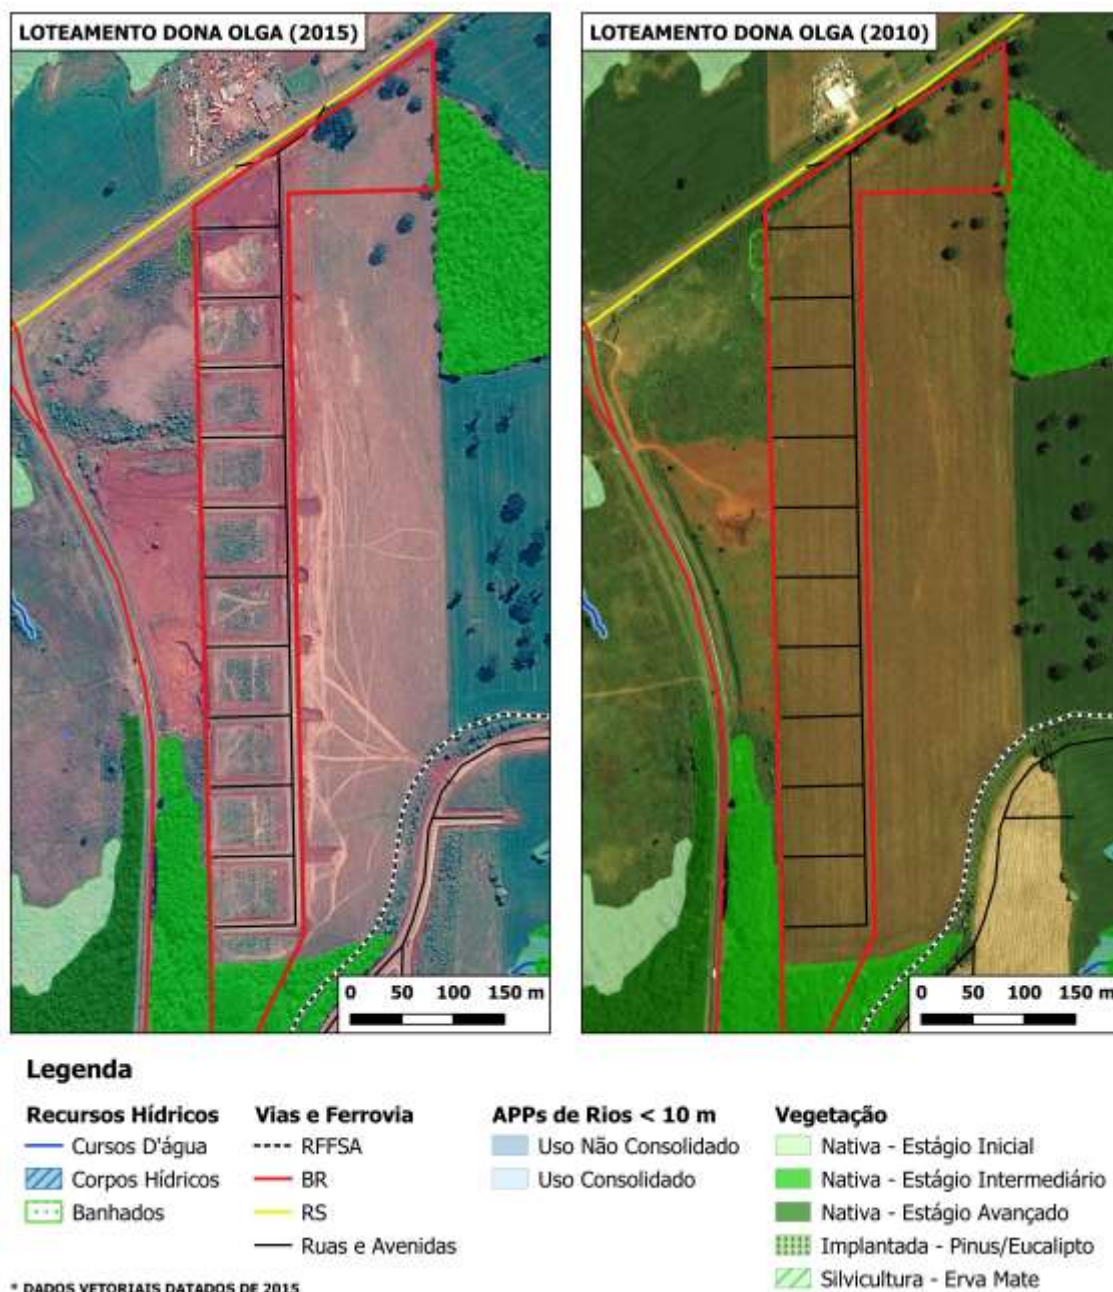 LOTEAMENTO DONA OLGA (2015)
LOTEAMENTO DONA OLGA (2010)
0 50 100 150 m
0 50 100 150 m
Legenda
Recursos Hídricos
Cursos D'água
Corpos Hídricos
Banhados
Vias e Ferrovia
RFFSA
BR
RS
Ruas e Avenidas
APPs de Rios < 10 m
Uso Não Consolidado
Uso Consolidado
Vegetação
Nativa - Estágio Inicial
Nativa - Estágio Intermediário
Nativa - Estágio Avançado
Implantada - Pinus/Eucalipto
Silvicultura - Erva Mate
* DADOS VETORIAIS DATADOS DE 2015